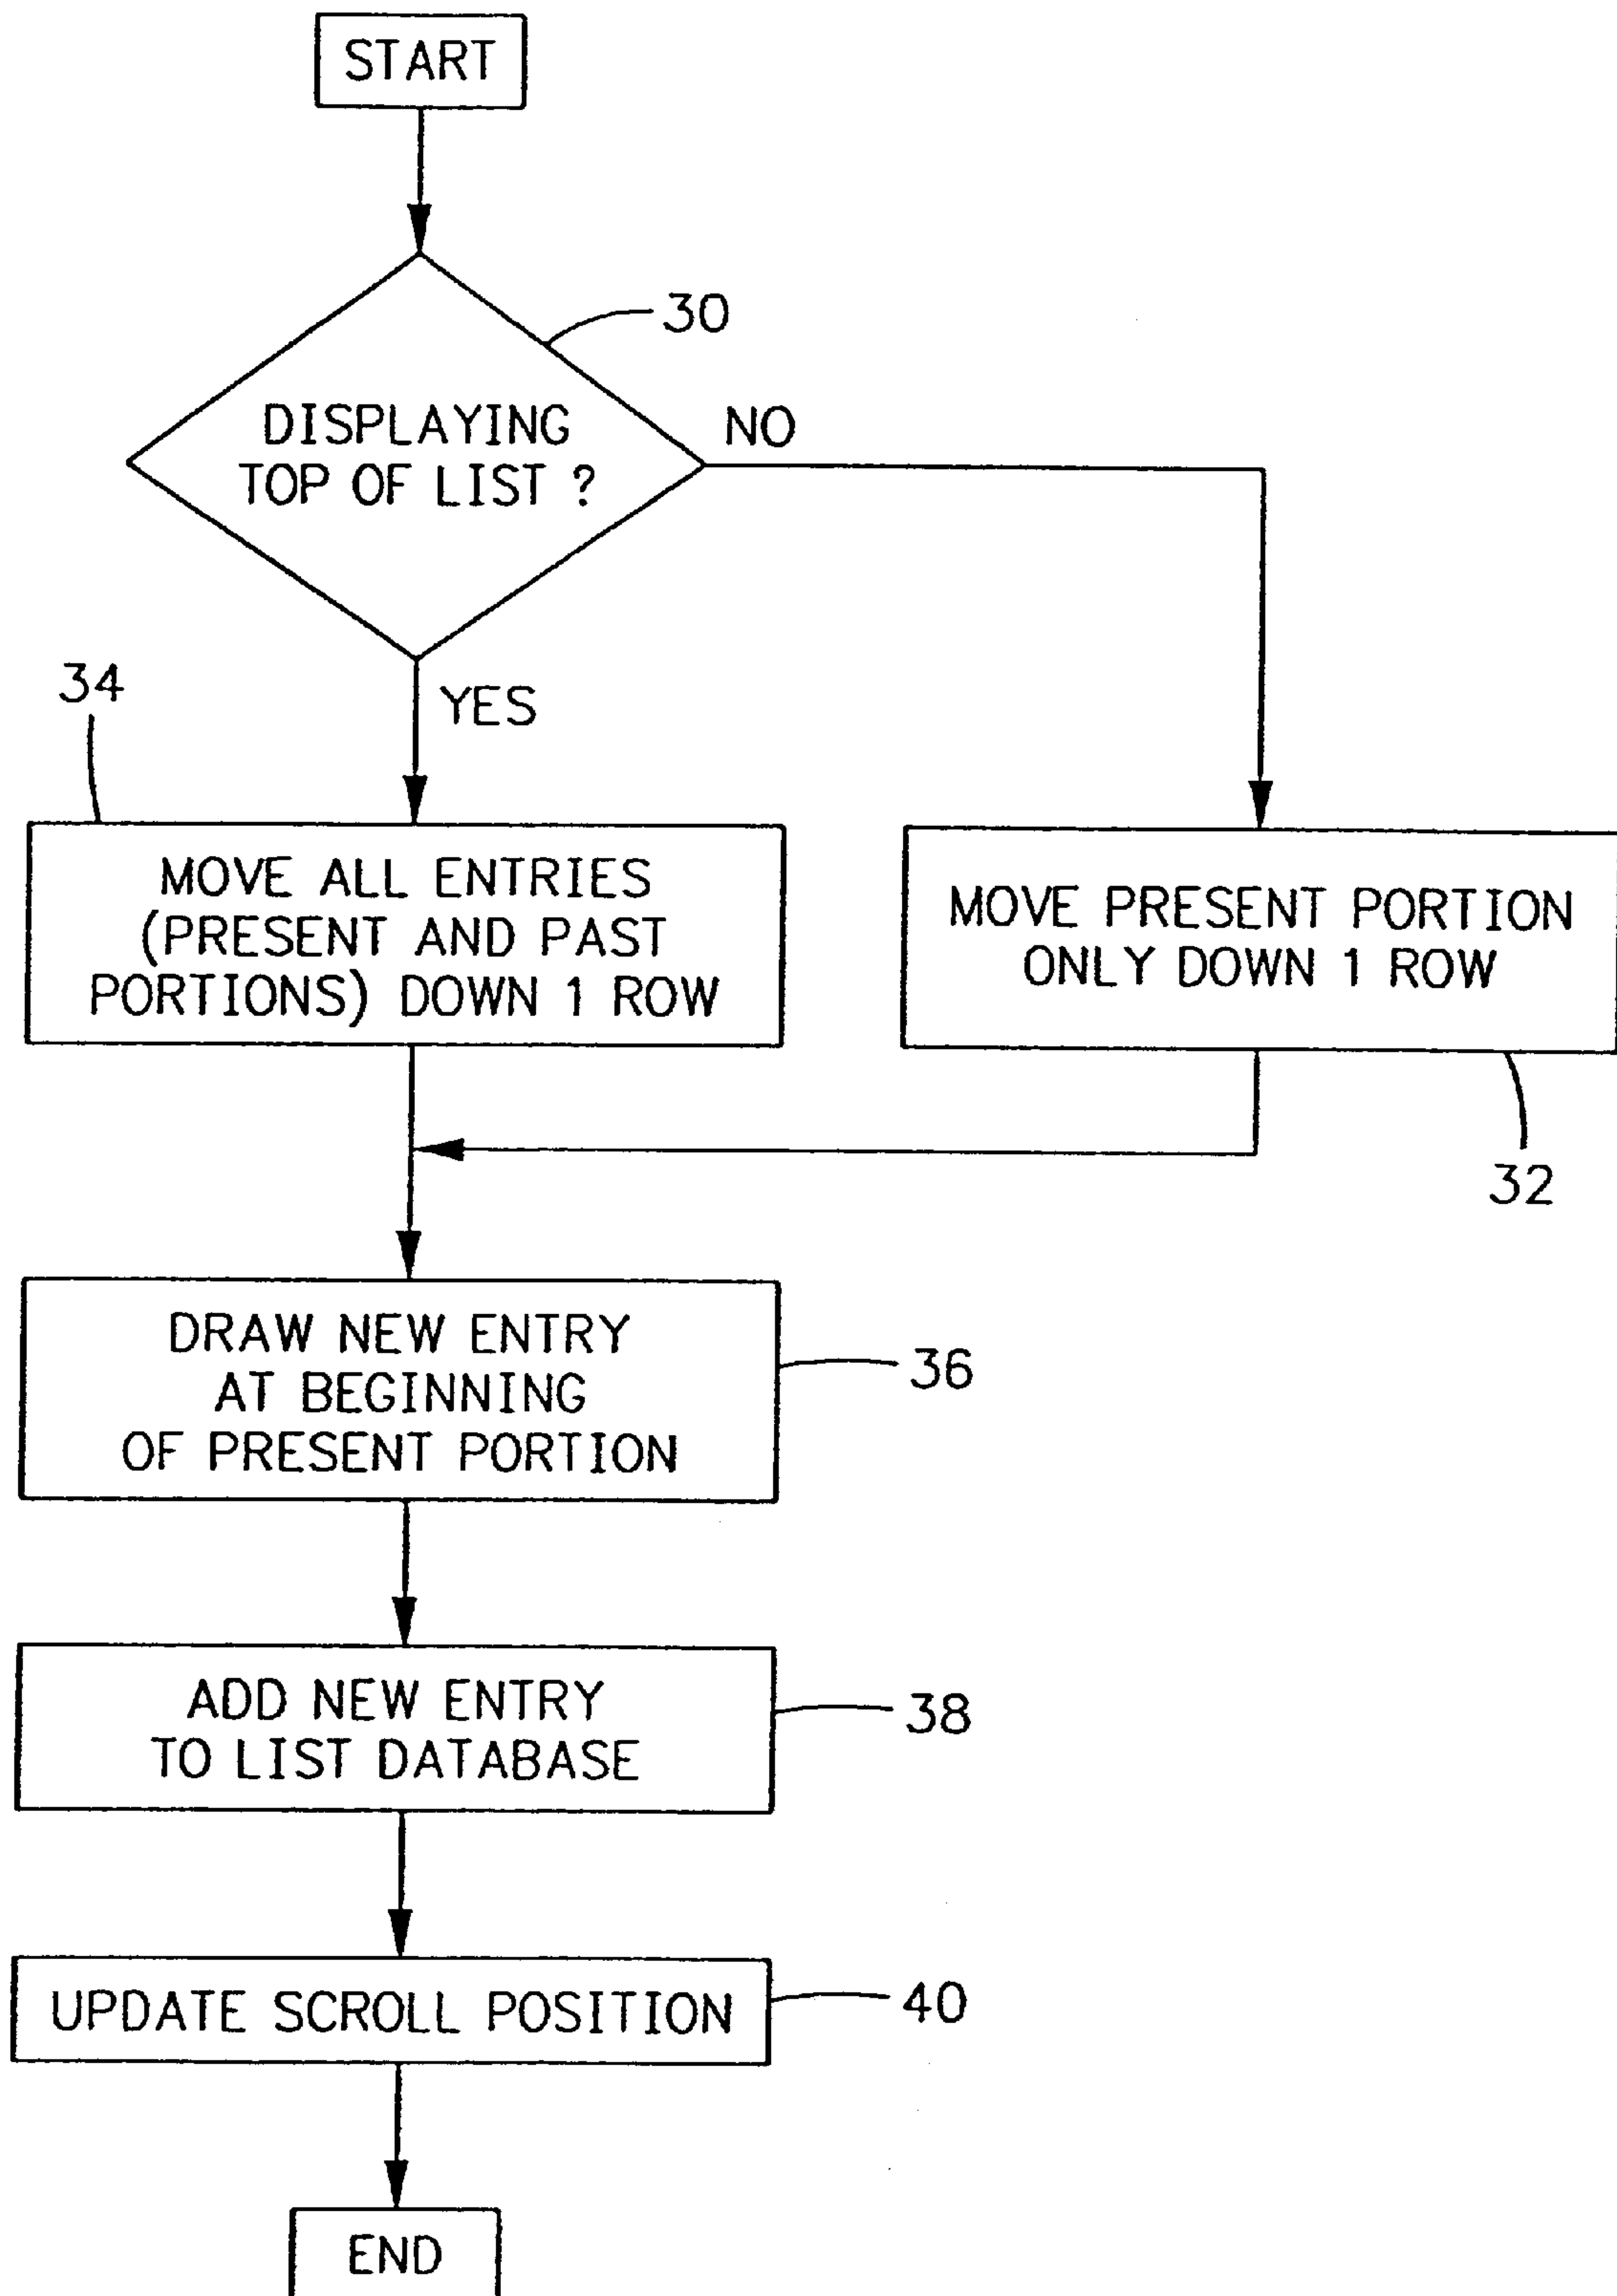 START
30
DISPLAYING
TOP OF LIST ?
NO
YES
34
MOVE ALL ENTRIES
(PRESENT AND PAST
PORTIONS) DOWN 1 ROW
MOVE PRESENT PORTION
ONLY DOWN 1 ROW
32
DRAW NEW ENTRY
AT BEGINNING
OF PRESENT PORTION
36
ADD NEW ENTRY
TO LIST DATABASE
38
UPDATE SCROLL POSITION
40
END